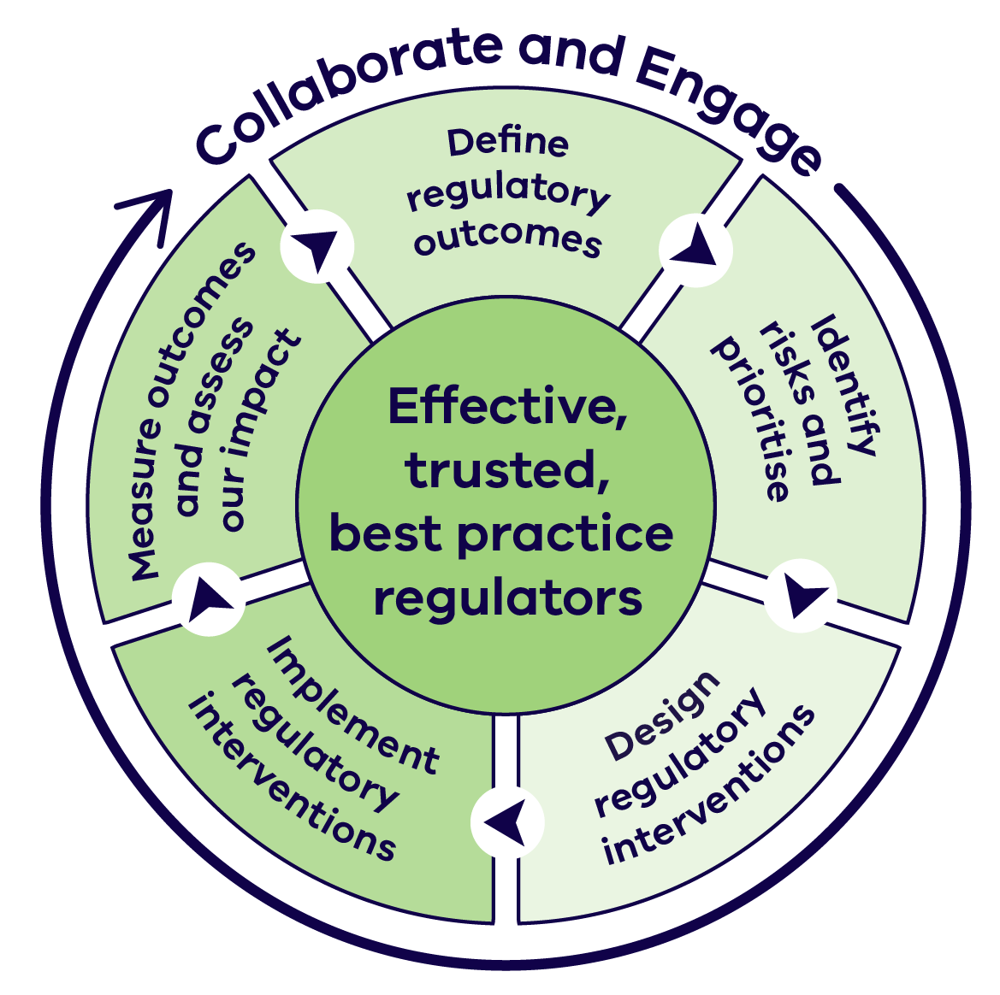 Collaborate and Engage
Define
regulatory
outcomes
Identify
risks and
prioritise
Design
regulatory
interventions
Implement
regulatory
interventions
Measure outcomes
and assess
our impact
Effective,
trusted,
best practice
regulators